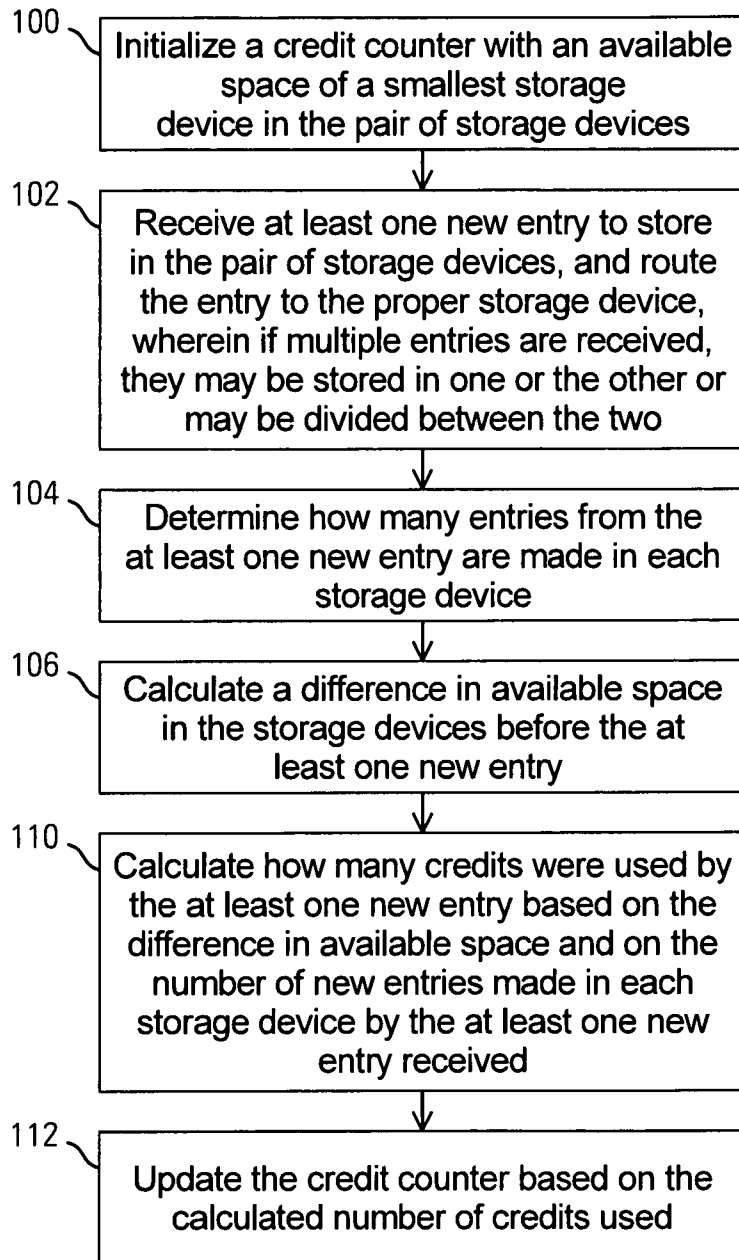 100
Initialize a credit counter with an available
space of a smallest storage
device in the pair of storage devices
102
Receive at least one new entry to store
in the pair of storage devices, and route
the entry to the proper storage device,
wherein if multiple entries are received,
they may be stored in one or the other or
may be divided between the two
104
Determine how many entries from the
at least one new entry are made in each
storage device
106
Calculate a difference in available space
in the storage devices before the at
least one new entry
110
Calculate how many credits were used by
the at least one new entry based on the
difference in available space and on the
number of new entries made in each
storage device by the at least one new
entry received
112
Update the credit counter based on the
calculated number of credits used